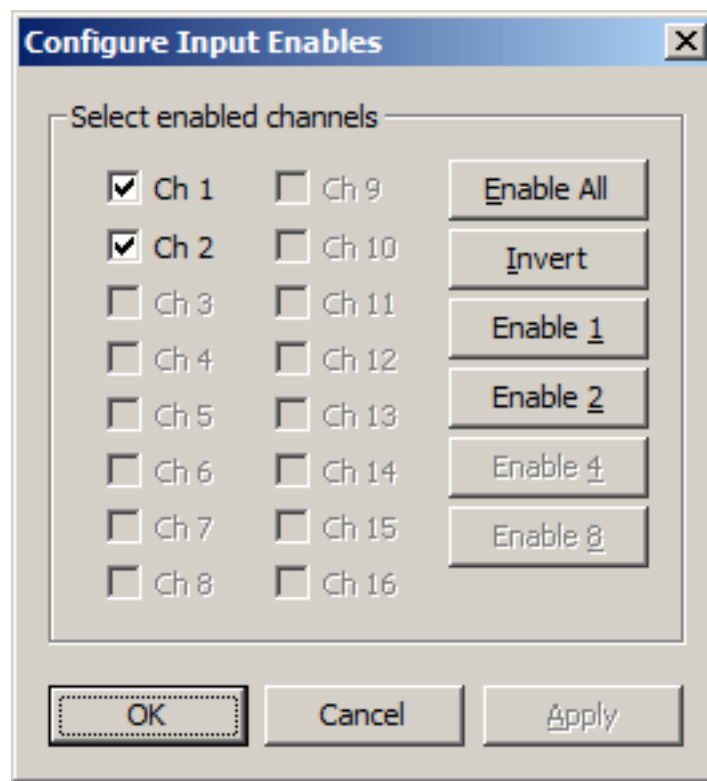 Configure Input Enables
Select enabled channels
Ch 1 Ch 9 Enable All
Ch 2 Ch 10 Invert
Ch 3 Ch 11 Enable 1
Ch 4 Ch 12
Ch 5 Ch 13 Enable 2
Ch 6 Ch 14 Enable 4
Ch 7 Ch 15 Enable 8
Ch 8 Ch 16
OK Cancel Apply